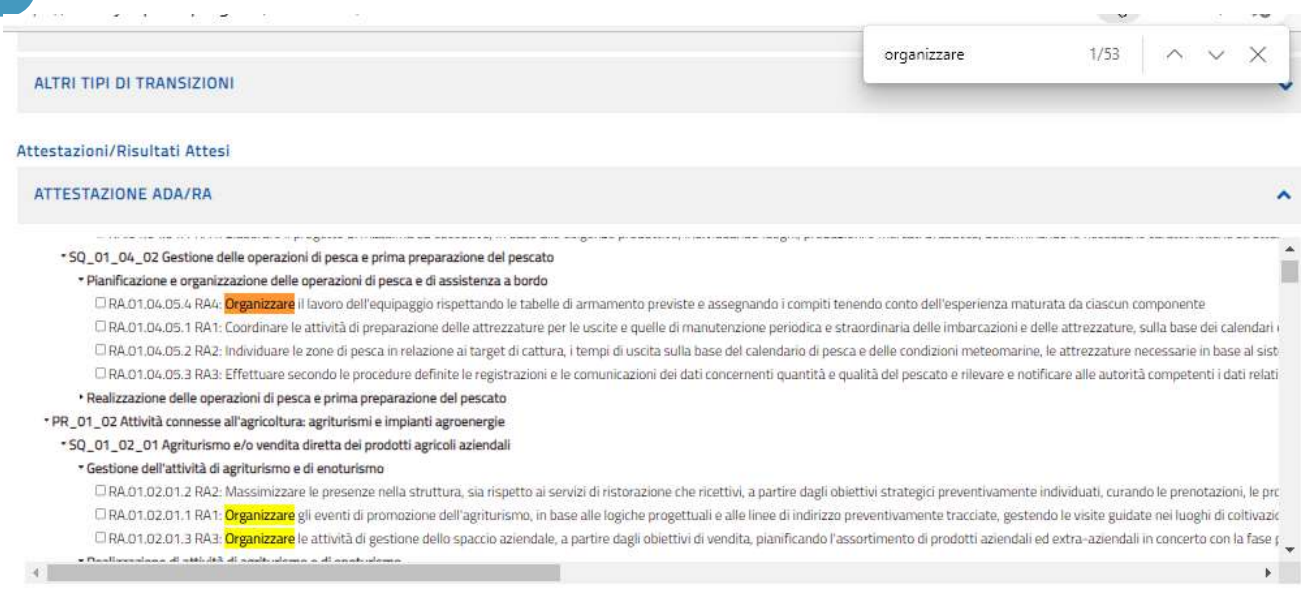 organizzare 1/53
ALTRI TIPI DI TRANSIZIONI
Attestazioni/Risultati Attesi
ATTESTAZIONE ADA/RA
SQ_01_04_02 Gestione delle operazioni di pesca e prima preparazione del pescato
Pianificazione e organizzazione delle operazioni di pesca e di assistenza a bordo
RA.01.04.05.4 RA4: Organizzare il lavoro dell'equipaggio rispettando le tabelle di armamento previste e assegnando i compiti tenendo conto dell'esperienza maturata da ciascun componente
RA.01.04.05.1 RA1: Coordinare le attività di preparazione delle attrezzature per le uscite e quelle di manutenzione periodica e straordinaria delle imbarcazioni e delle attrezzature, sulla base dei calendari
RA.01.04.05.2 RA2: Individuare le zone di pesca in relazione ai target di cattura, i tempi di uscita sulla base del calendario di pesca e delle condizioni meteomarine, le attrezzature necessarie in base al sist
RA.01.04.05.3 RA3: Effettuare secondo le procedure definite le registrazioni e le comunicazioni dei dati concernenti quantità e qualità del pescato e rilevare e notificare alle autorità competenti i dati relati
Realizzazione delle operazioni di pesca e prima preparazione del pescato
PR_01_02 Attività connesse all'agricoltura: agriturismi e impianti agroenergie
SQ_01_02_01 Agriturismo e/o vendita diretta dei prodotti agricoli aziendali
Gestione dell'attività di agriturismo e di enoturismo
RA.01.02.01.2 RA2: Massimizzare le presenze nella struttura, sia rispetto ai servizi di ristorazione che ricettivi, a partire dagli obiettivi strategici preventivamente individuati, curando le prenotazioni, le pro
RA.01.02.01.1 RA1: Organizzare gli eventi di promozione dell'agriturismo, in base alle logiche progettuali e alle linee di indirizzo preventivamente tracciate, gestendo le visite guidate nei luoghi di coltivazio
RA.01.02.01.3 RA3: Organizzare le attività di gestione dello spaccio aziendale, a partire dagli obiettivi di vendita, pianificando l'assortimento di prodotti aziendali ed extra-aziendali in concerto con la fase